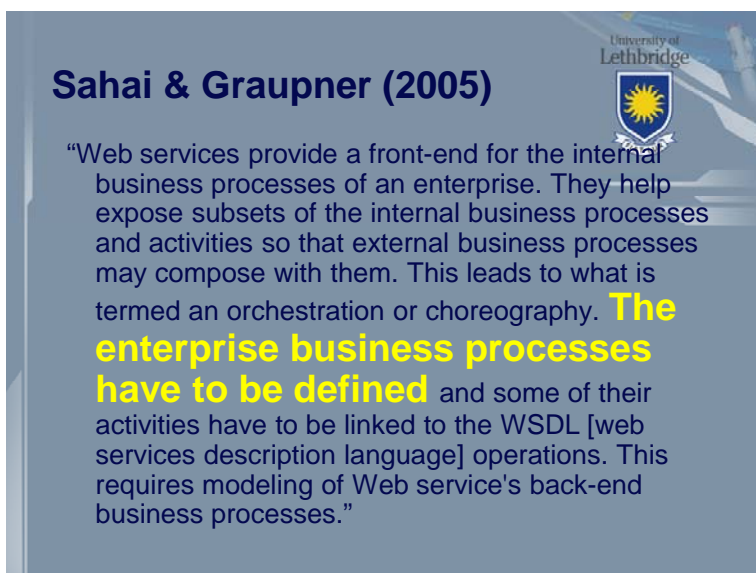 University of
Lethbridge
Sahai & Graupner (2005)
“Web services provide a front-end for the internal
business processes of an enterprise. They help
expose subsets of the internal business processes
and activities so that external business processes
may compose with them. This leads to what is
termed an orchestration or choreography. The
enterprise business processes
have to be defined and some of their
activities have to be linked to the WSDL [web
services description language] operations. This
requires modeling of Web service's back-end
business processes.”